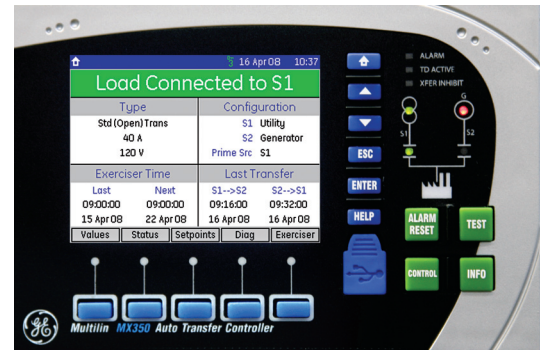 16 Apr 08 10:37
Load Connected to S1
Type
Std (Open) Trans
40 A
120 V
Configuration
S1 Utility
S2 Generator
Prime Src S1
Exerciser Time
Last Next
09:00:00 09:00:00
15 Apr 08 22 Apr 08
Last Transfer
S1-->S2 S2-->S1
09:16:00 09:32:00
16 Apr 08 16 Apr 08
Values Status Setpoints Diag Exerciser
ESC
ENTER
HELP
ALARM
TD ACTIVE
XFER INHIBIT
G
S1
S2
ALARM RESET
TEST
CONTROL
INFO
GE
Multilin MX350 Auto Transfer Controller